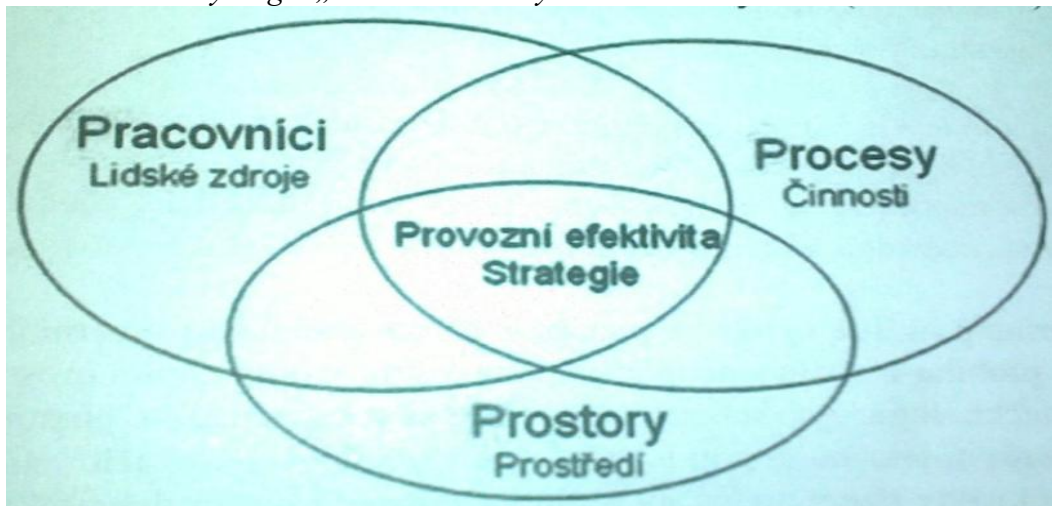 Pracovníci
Lidské zdroje
Procesy
Činnosti
Provozní efektivita
Strategie
Prostory
Prostředí